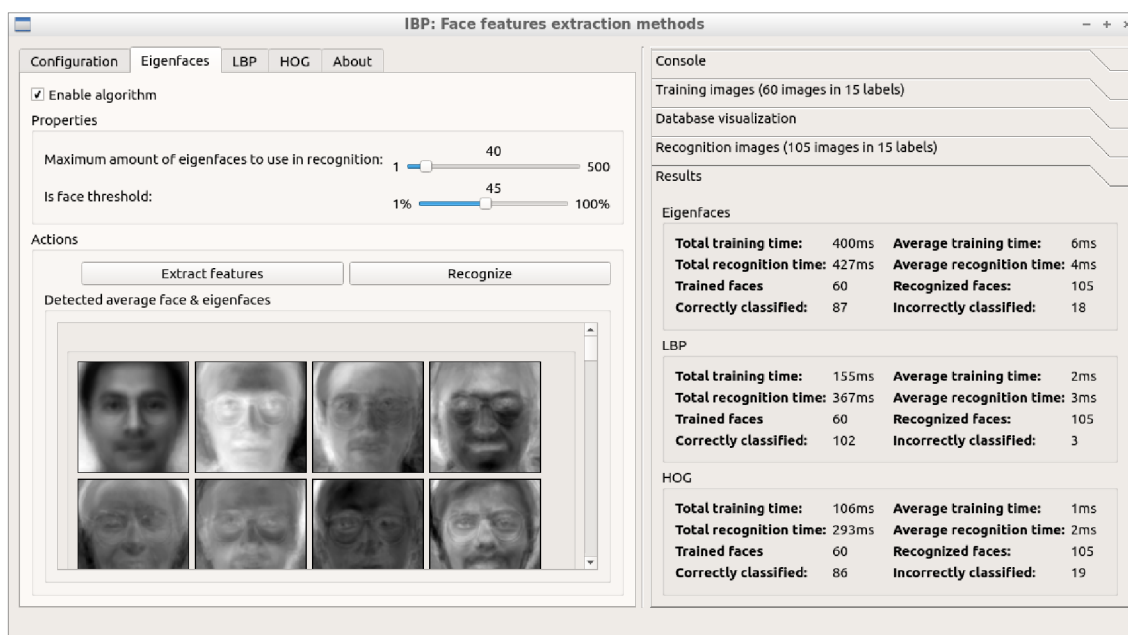 IBP: Face features extraction methods
Configuration Eigenfaces LBP HOG About
Enable algorithm
Properties
Maximum amount of eigenfaces to use in recognition: 1 40 500
Is face threshold: 1% 45 100%
Actions
Extract features Recognize
Detected average face & eigenfaces
Console
Training images (60 images in 15 labels)
Database visualization
Recognition images (105 images in 15 labels)
Results
Eigenfaces
Total training time: 400ms Average training time: 6ms
Total recognition time: 427ms Average recognition time: 4ms
Trained faces 60 Recognized faces: 105
Correctly classified: 87 Incorrectly classified: 18
LBP
Total training time: 155ms Average training time: 2ms
Total recognition time: 367ms Average recognition time: 3ms
Trained faces 60 Recognized faces: 105
Correctly classified: 102 Incorrectly classified: 3
HOG
Total training time: 106ms Average training time: 1ms
Total recognition time: 293ms Average recognition time: 2ms
Trained faces 60 Recognized faces: 105
Correctly classified: 86 Incorrectly classified: 19